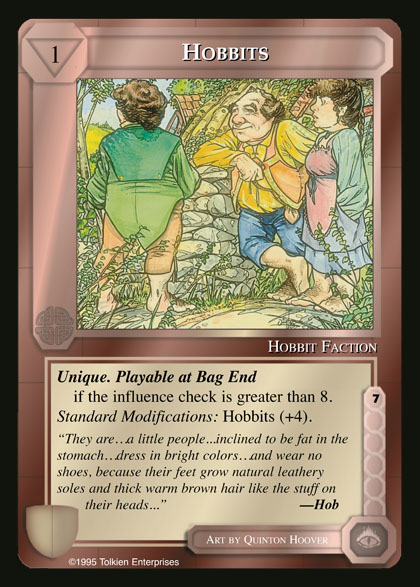 1
HOBBITS
HOBBIT FACTION
Unique. Playable at Bag End
if the influence check is greater than 8.
Standard Modifications: Hobbits (+4).
7
“They are…a little people...inclined to be fat in the
stomach…dress in bright colors…and wear no
shoes, because their feet grow natural leathery
soles and thick warm brown hair like the stuff on
their heads…” —Hob
ART BY QUINTON HOOVER
©1995 Tolkien Enterprises